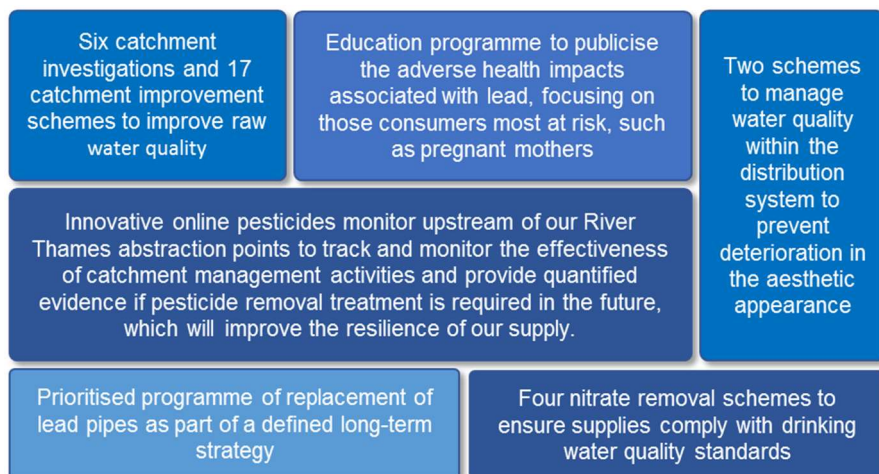 Six catchment
investigations and 17
catchment improvement
schemes to improve raw
water quality
Education programme to publicise
the adverse health impacts
associated with lead, focusing on
those consumers most at risk, such
as pregnant mothers
Two schemes
to manage
water quality
within the
distribution
system to
prevent
deterioration in
the aesthetic
appearance
Innovative online pesticides monitor upstream of our River
Thames abstraction points to track and monitor the effectiveness
of catchment management activities and provide quantified
evidence if pesticide removal treatment is required in the future,
which will improve the resilience of our supply.
Prioritised programme of replacement of
lead pipes as part of a defined long-term
strategy
Four nitrate removal schemes to
ensure supplies comply with drinking
water quality standards